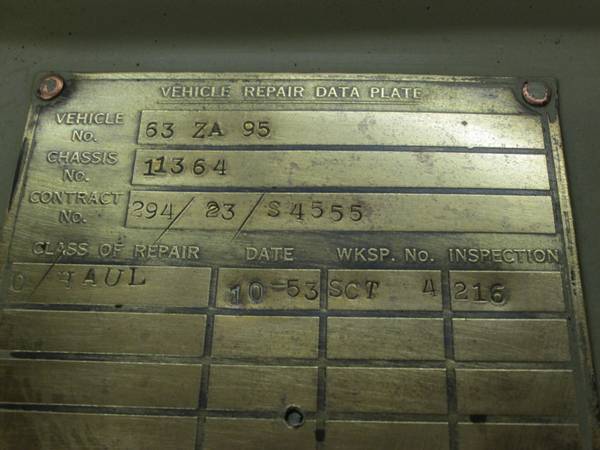 VEHICLE REPAIR DATA PLATE
VEHICLE No. 63 ZA 95
CHASSIS No. 11364
CONTRACT No. 294/23/S4555
CLASS OF REPAIR DATE WKSP. No. INSPECTION
O/HAUL 10-53 SCT 4 216